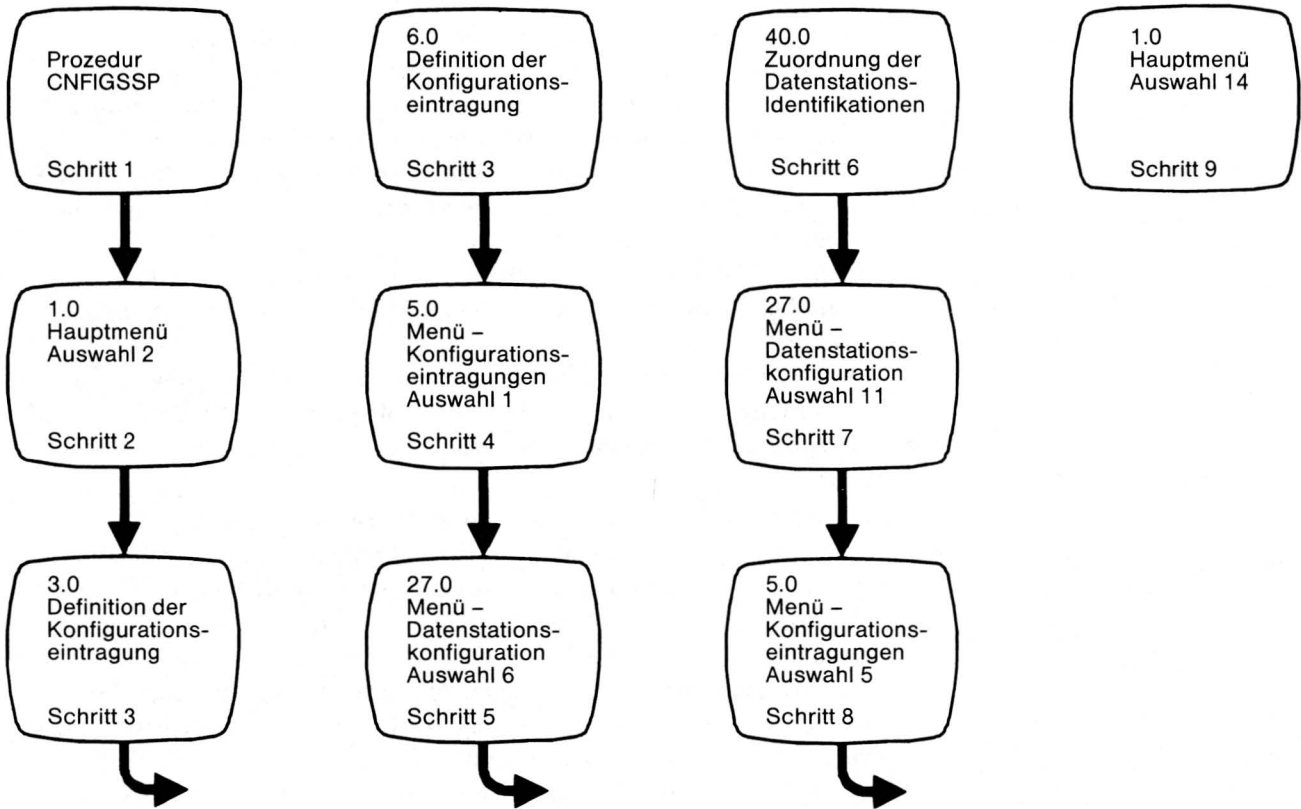 Prozedur
CNFIGSSP
Schritt 1
1.0
Hauptmenü
Auswahl 2
Schritt 2
3.0
Definition der
Konfigurations-
eintragung
Schritt 3
6.0
Definition der
Konfigurations-
eintragung
Schritt 3
5.0
Menü –
Konfigurations-
eintragungen
Auswahl 1
Schritt 4
27.0
Menü –
Datenstations-
konfiguration
Auswahl 6
Schritt 5
40.0
Zuordnung der
Datenstations-
Identifikationen
Schritt 6
27.0
Menü –
Datenstations-
konfiguration
Auswahl 11
Schritt 7
5.0
Menü –
Konfigurations-
eintragungen
Auswahl 5
Schritt 8
1.0
Hauptmenü
Auswahl 14
Schritt 9